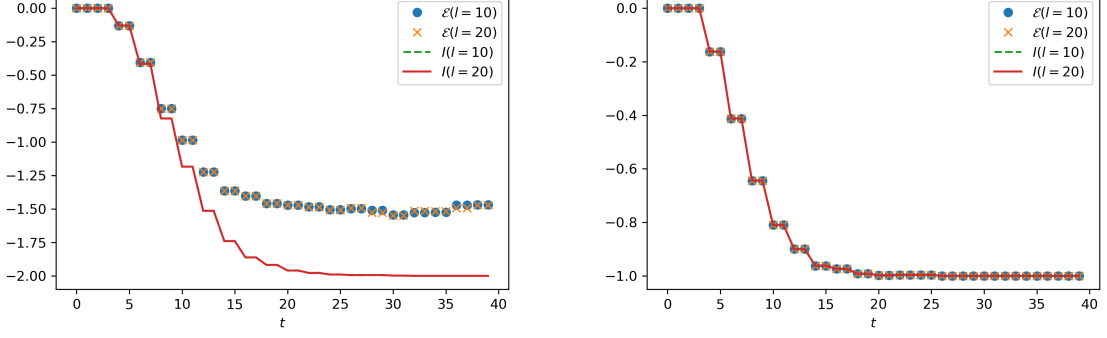 0.00
−0.25
−0.50
−0.75
−1.00
−1.25
−1.50
−1.75
−2.00
0 5 10 15 20 25 30 35 40
t
ℰ(l = 10)
ℰ(l = 20)
I(l = 10)
I(l = 20)
0.0
−0.2
−0.4
−0.6
−0.8
−1.0
0 5 10 15 20 25 30 35 40
t
ℰ(l = 10)
ℰ(l = 20)
I(l = 10)
I(l = 20)